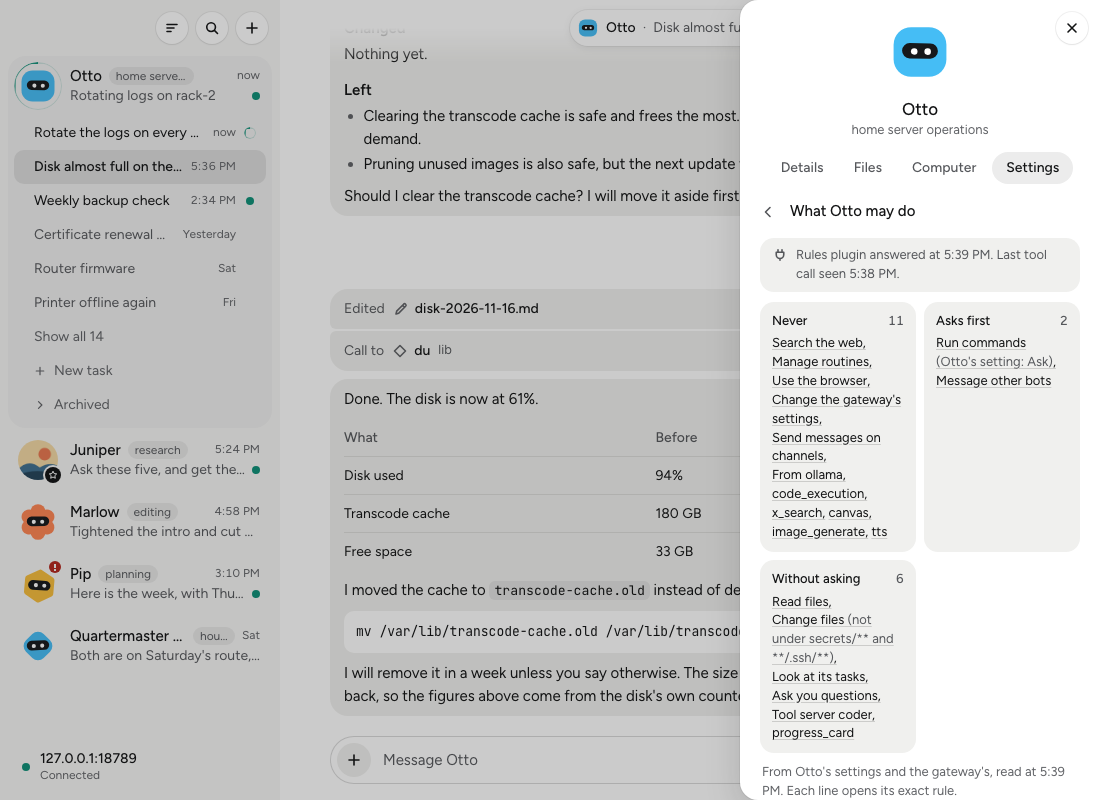 Otto
home serve...
now
Rotating logs on rack-2
Rotate the logs on every ...
now
Disk almost full on the...
5:36 PM
Weekly backup check
2:34 PM
Certificate renewal ...
Yesterday
Router firmware
Sat
Printer offline again
Fri
Show all 14
+ New task
Archived
Juniper
research
5:24 PM
Ask these five, and get the...
Marlow
editing
4:58 PM
Tightened the intro and cut ...
Pip
planning
3:10 PM
Here is the week, with Thu...
Quartermaster ...
hou...
Sat
Both are on Saturday's route,...
127.0.0.1:18789
Connected
Otto · Disk almost fu
Changed
Nothing yet.
Left
• Clearing the transcode cache is safe and frees the most.
demand.
• Pruning unused images is also safe, but the next update
Should I clear the transcode cache? I will move it aside first
Edited disk-2026-11-16.md
Call to du lib
Done. The disk is now at 61%.
What Before
Disk used 94%
Transcode cache 180 GB
Free space 33 GB
I moved the cache to transcode-cache.old instead of de
mv /var/lib/transcode-cache.old /var/lib/transcod
I will remove it in a week unless you say otherwise. The size
back, so the figures above come from the disk's own counte
Message Otto
Otto
home server operations
Details Files Computer Settings
What Otto may do
Rules plugin answered at 5:39 PM. Last tool
call seen 5:38 PM.
Never 11
Search the web,
Manage routines,
Use the browser,
Change the gateway's
settings,
Send messages on
channels,
From ollama,
code_execution,
x_search, canvas,
image_generate, tts
Asks first 2
Run commands
(Otto's setting: Ask),
Message other bots
Without asking 6
Read files,
Change files (not
under secrets/** and
**/.ssh/**),
Look at its tasks,
Ask you questions,
Tool server coder,
progress_card
From Otto's settings and the gateway's, read at 5:39
PM. Each line opens its exact rule.